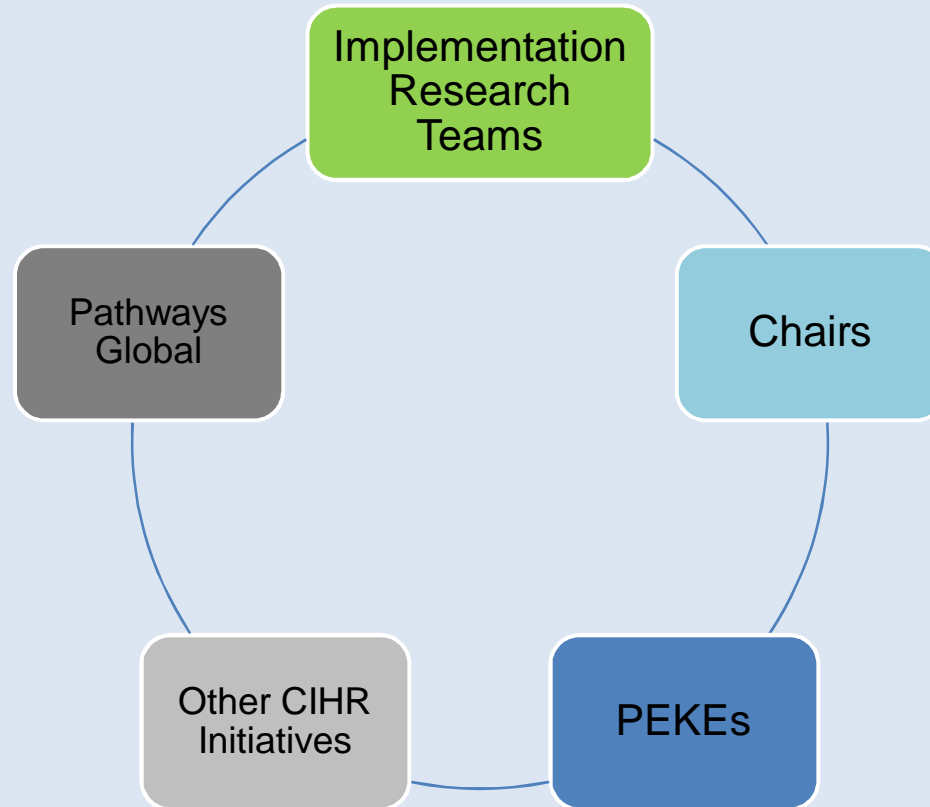 Implementation
Research
Teams
Chairs
PEKEs
Other CIHR
Initiatives
Pathways
Global